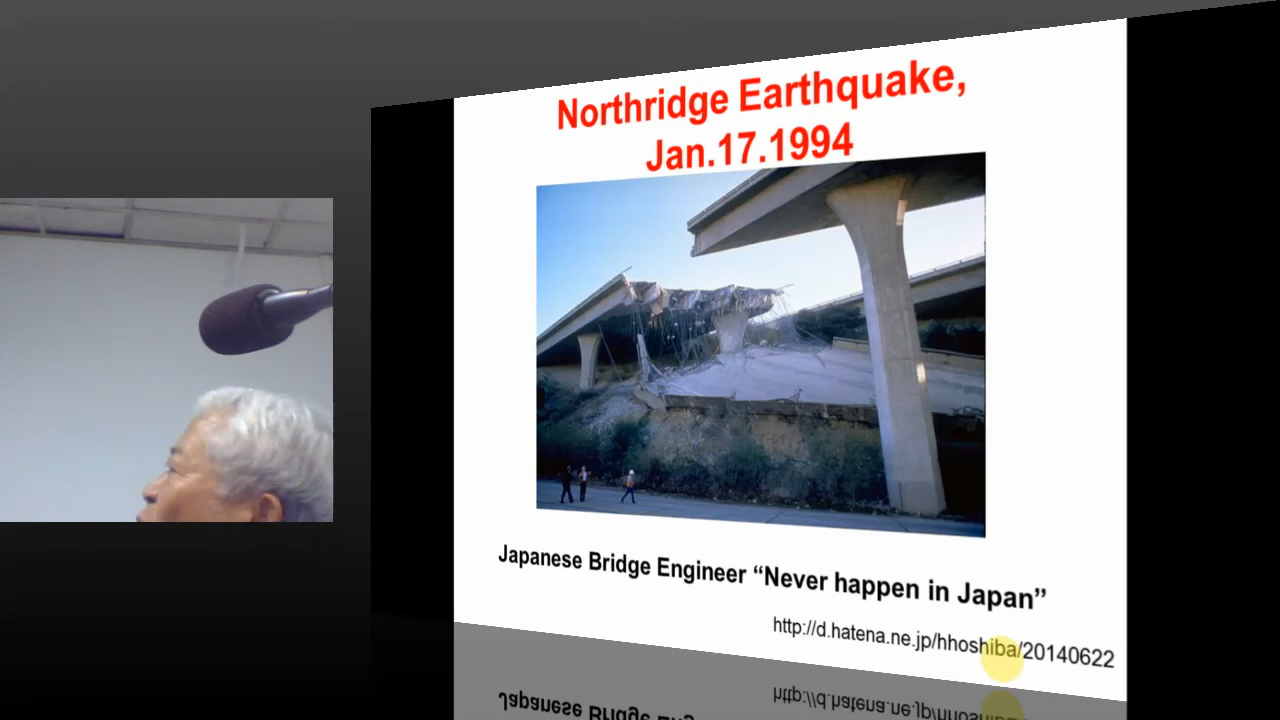 Northridge Earthquake,
Jan.17.1994
Japanese Bridge Engineer “Never happen in Japan”
http://d.hatena.ne.jp/hhoshiba/20140622